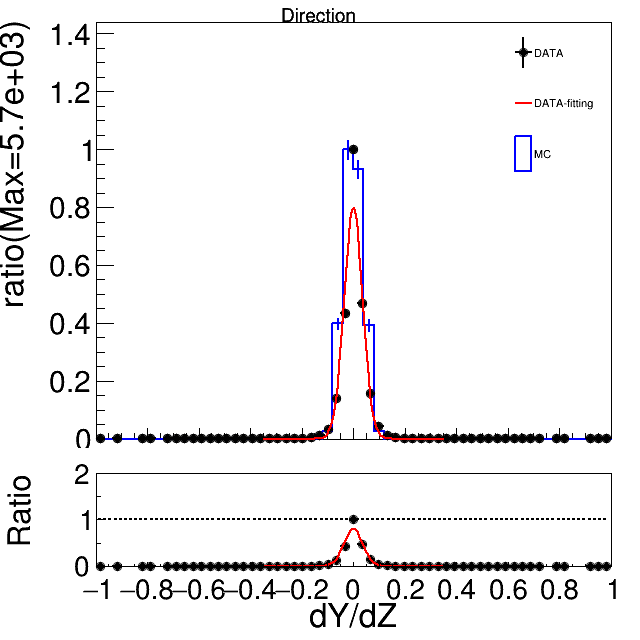 Direction
ratio(Max=5.7e+03)
1.4
1.2
1
0.8
0.6
0.4
0.2
0
DATA
DATA-fitting
MC
Ratio
2
1
0
−1 −0.8 −0.6 −0.4 −0.2 0 0.2 0.4 0.6 0.8 1
dY/dZ